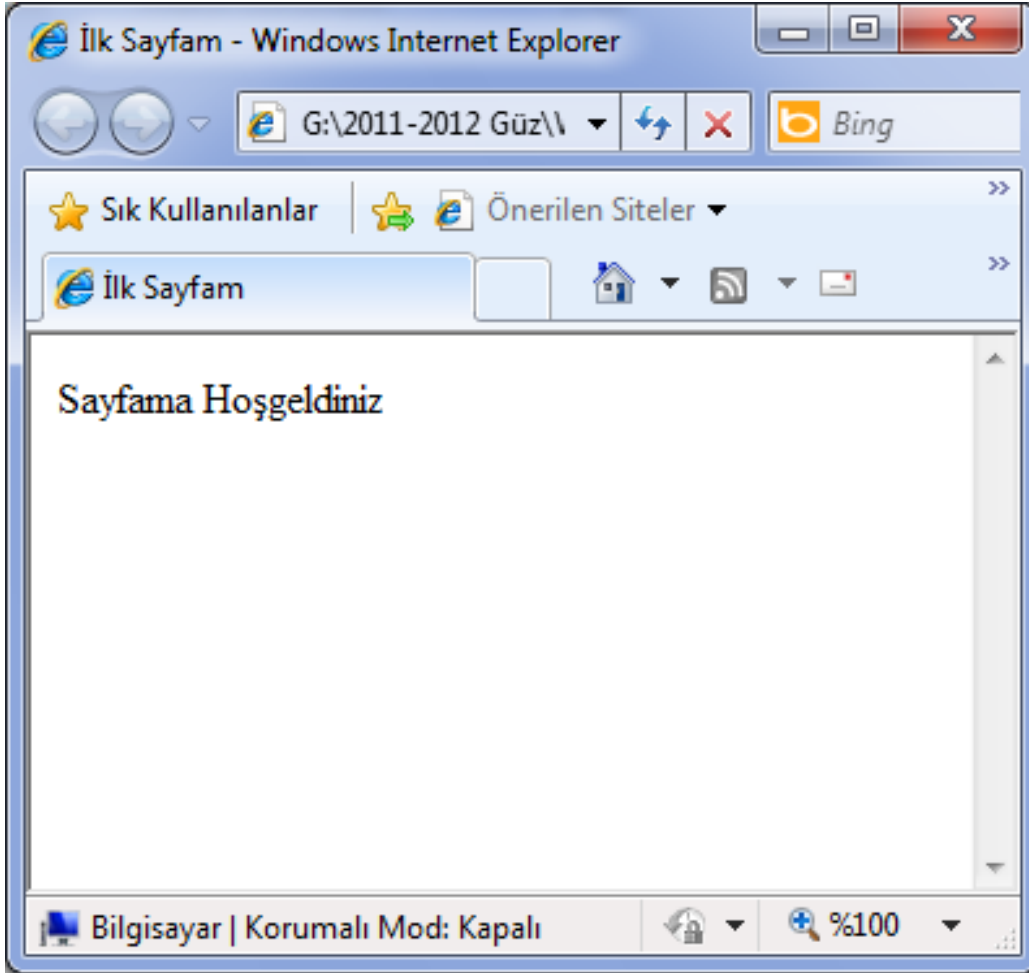 İlk Sayfam - Windows Internet Explorer
G:\2011-2012 Güz\\
Bing
Sık Kullanılanlar
Önerilen Siteler
İlk Sayfam
Sayfama Hoşgeldiniz
Bilgisayar | Korumalı Mod: Kapalı
%100